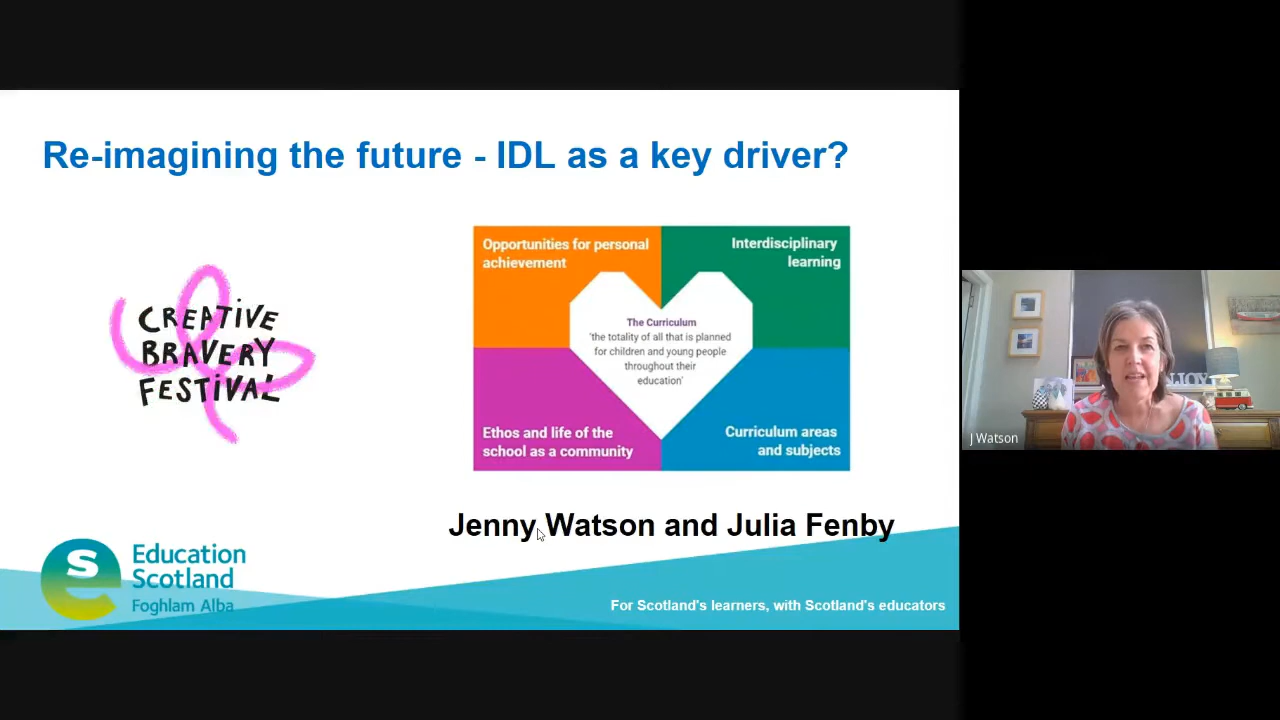 Re-imagining the future - IDL as a key driver?
CREATIVE
BRAVERY
FESTIVAL
Opportunities for personal
achievement
Interdisciplinary
learning
The Curriculum
'the totality of all that is planned
for children and young people
throughout their
education'
Ethos and life of the
school as a community
Curriculum areas
and subjects
Jenny Watson and Julia Fenby
Education
Scotland
Foghlam Alba
For Scotland's learners, with Scotland's educators
J Watson
ENJOY